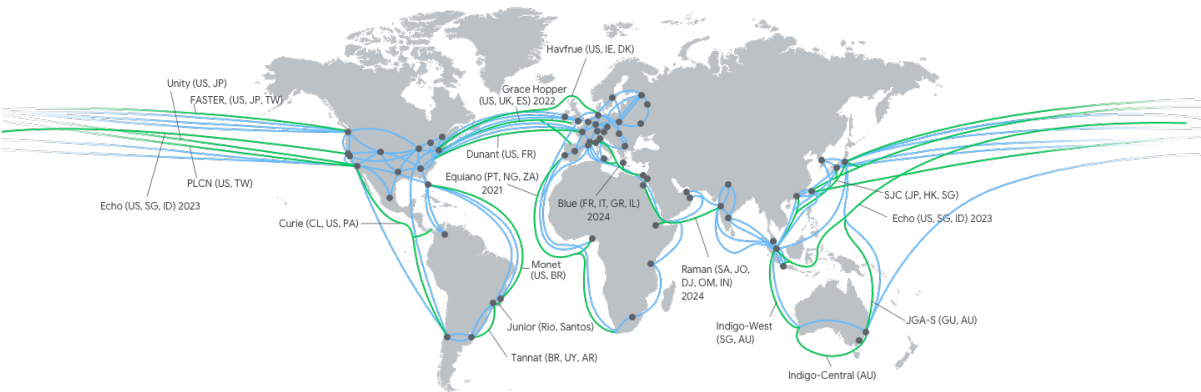 Havfrue (US, IE, DK)
Unity (US, JP)
FASTER, (US, JP, TW)
Grace Hopper
(US, UK, ES) 2022
Dunant (US, FR)
PLCN (US, TW)
Equiano (PT, NG, ZA)
2021
Echo (US, SG, ID) 2023
Blue (FR, IT, GR, IL)
2024
SJC (JP, HK, SG)
Echo (US, SG, ID) 2023
Curie (CL, US, PA)
Monet
(US, BR)
Raman (SA, JO,
DJ, OM, IN)
2024
Junior (Rio, Santos)
Tannat (BR, UY, AR)
Indigo-West
(SG, AU)
JGA-S (GU, AU)
Indigo-Central (AU)